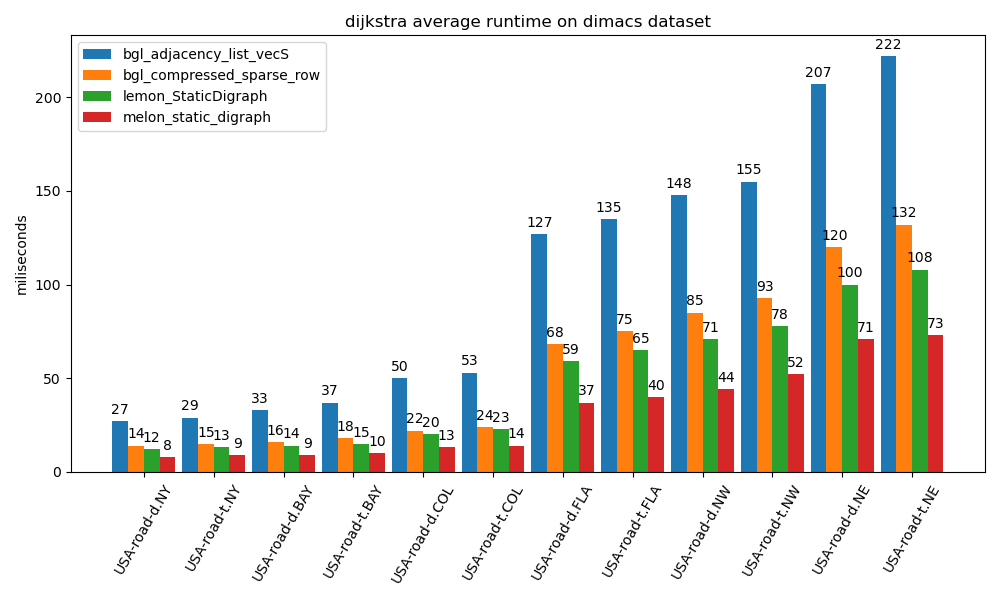 dijkstra average runtime on dimacs dataset
bgl_adjacency_list_vecS
bgl_compressed_sparse_row
lemon_StaticDigraph
melon_static_digraph
miliseconds
200
150
100
50
0
27 14 12 8
29 15 13 9
33 16 14 9
37 18 15 10
50 22 20 13
53 24 23 14
127 68 59 37
135 75 65 40
148 85 71 44
155 93 78 52
207 120 100 71
222 132 108 73
USA-road-d.NY
USA-road-t.NY
USA-road-d.BAY
USA-road-t.BAY
USA-road-d.COL
USA-road-t.COL
USA-road-d.FLA
USA-road-t.FLA
USA-road-d.NW
USA-road-t.NW
USA-road-d.NE
USA-road-t.NE